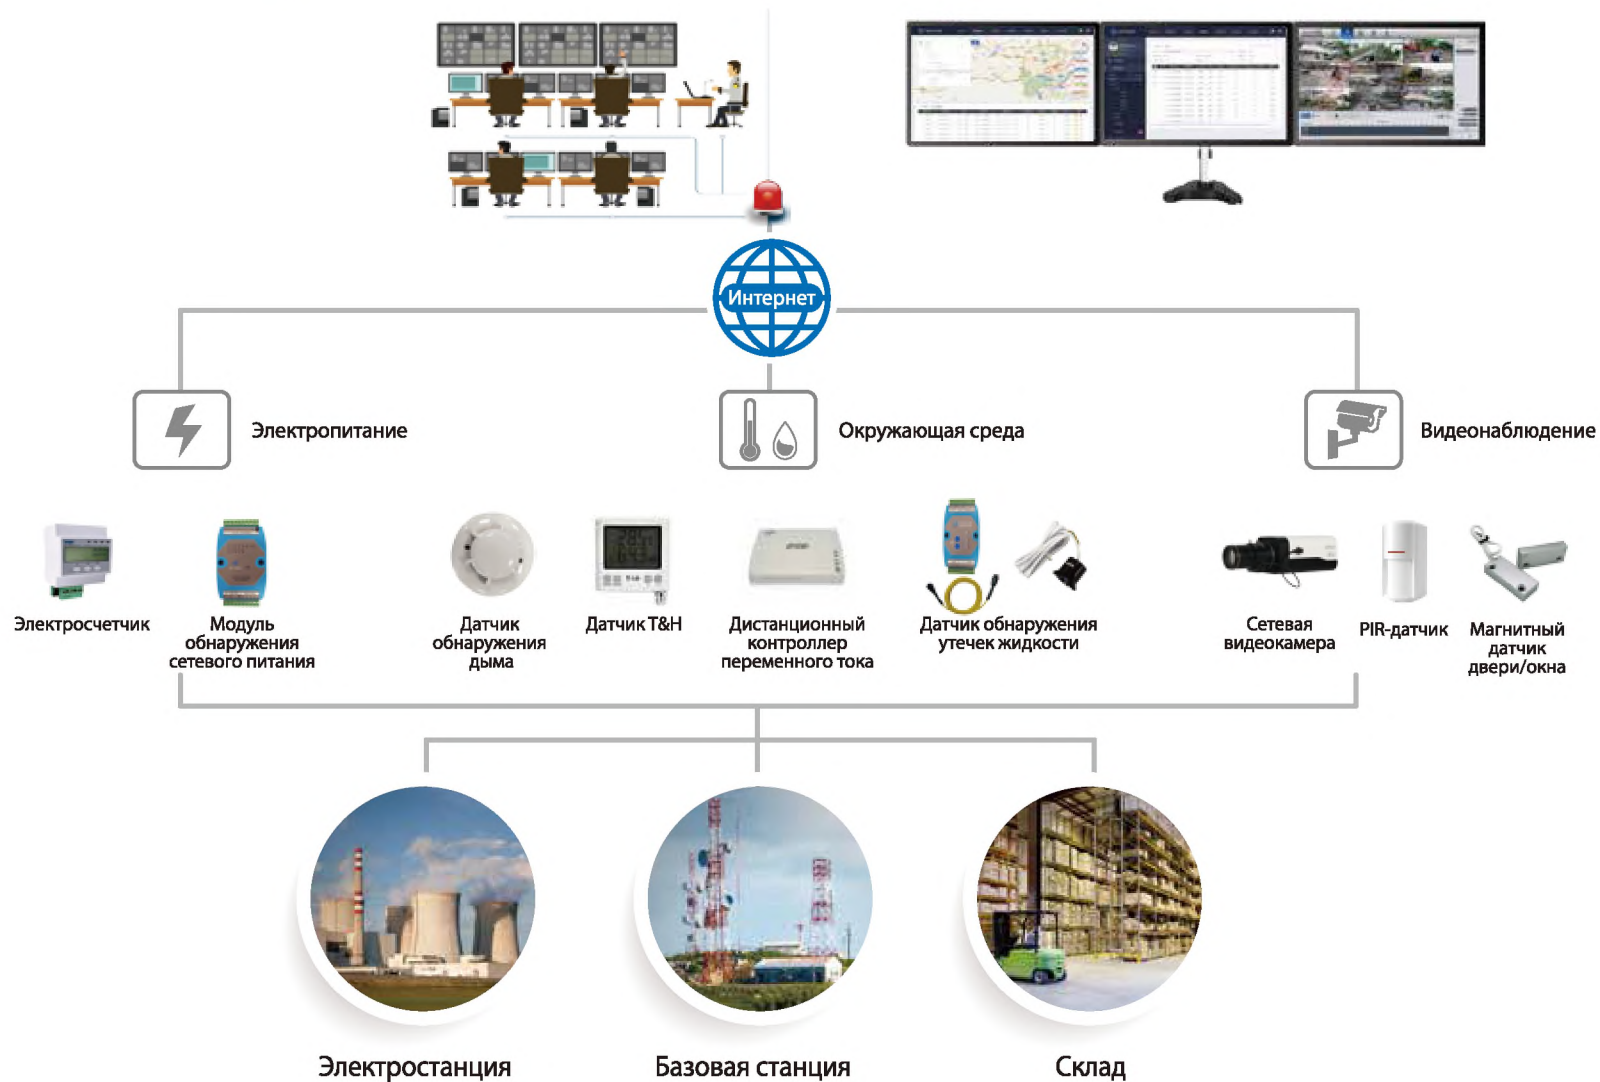 Интернет
Электропитание
Окружающая среда
Видеонаблюдение
Электросчетчик
Модуль
обнаружения
сетевого питания
Датчик
обнаружения
дыма
Датчик T&H
Дистанционный
контроллер
переменного тока
Датчик обнаружения
утечек жидкости
Сетевая
видеокамера
PIR-датчик
Магнитный
датчик
двери/окна
Электростанция
Базовая станция
Склад